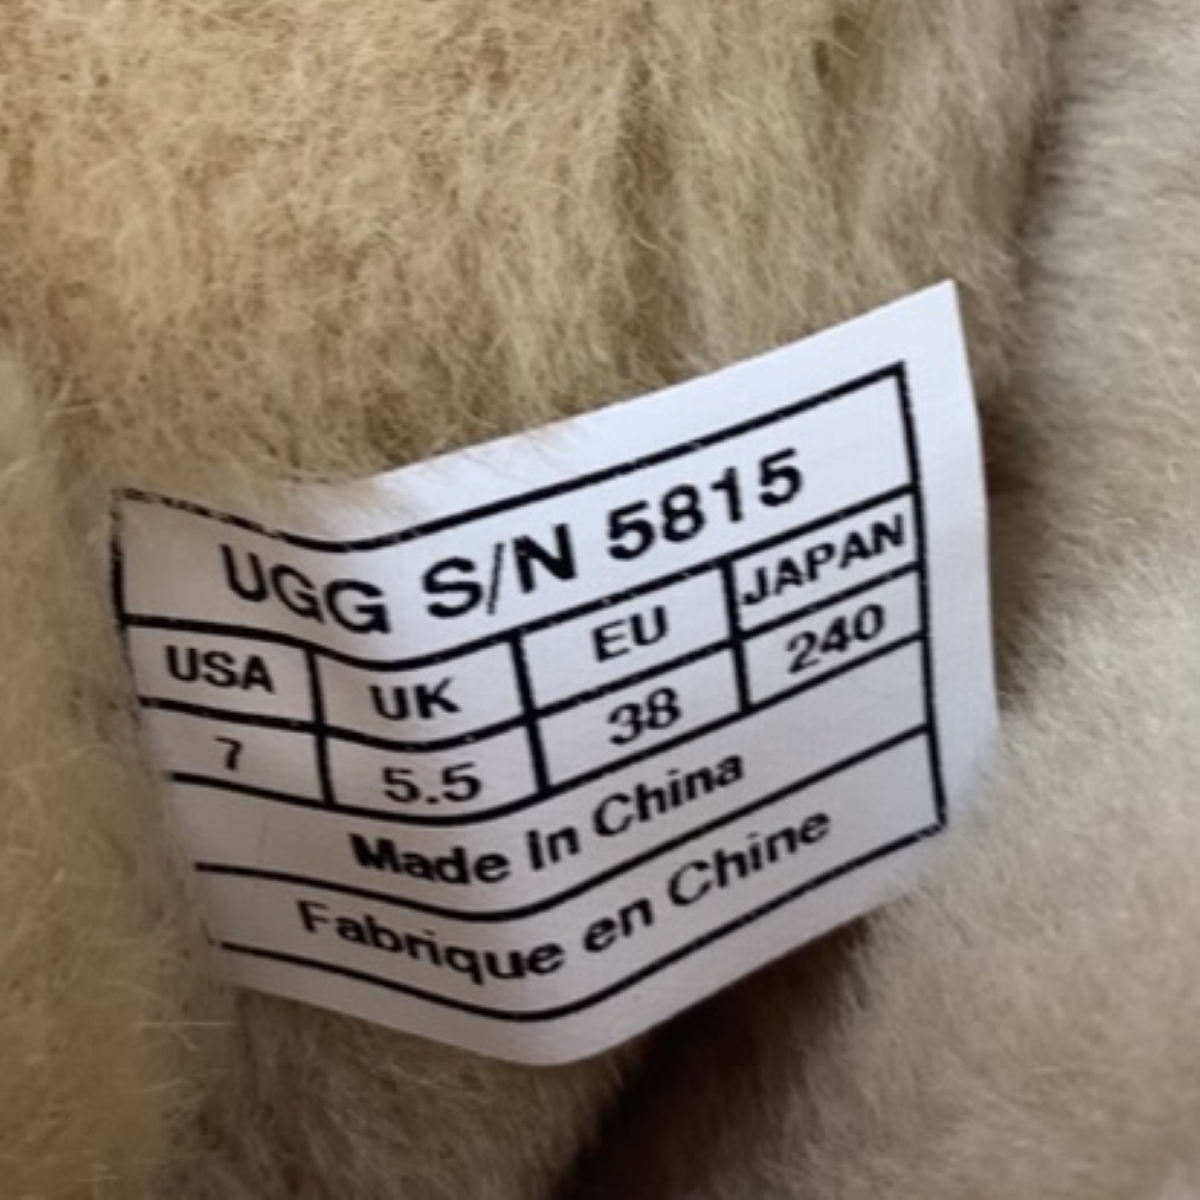 UGG S/N 5815
USA UK EU JAPAN
7 5.5 38 240
Made In China
Fabrique en Chine